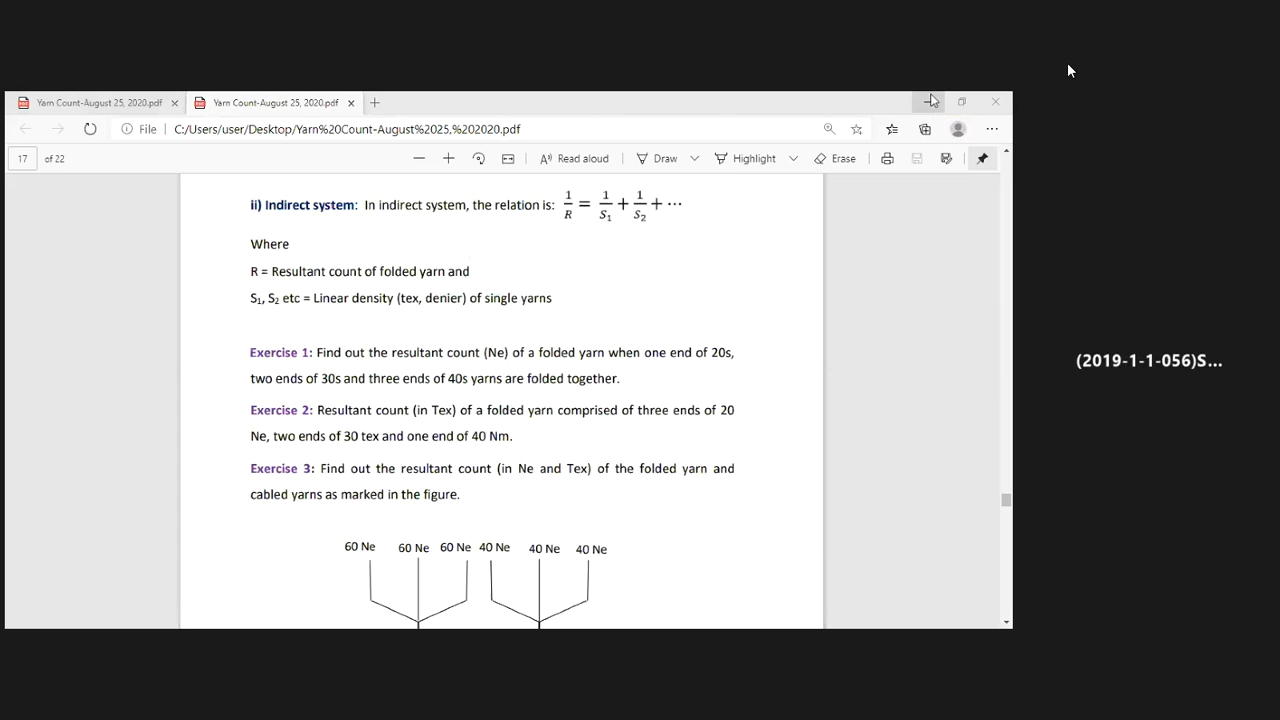 Yarn Count-August 25, 2020.pdf
Yarn Count-August 25, 2020.pdf
File C:/Users/user/Desktop/Yarn%20Count-August%2025,%202020.pdf
17 of 22
Read aloud Draw Highlight Erase
ii) Indirect system: In indirect system, the relation is: 1/R = 1/S₁ + 1/S₂ + ⋯
Where
R = Resultant count of folded yarn and
S₁, S₂ etc = Linear density (tex, denier) of single yarns
Exercise 1: Find out the resultant count (Ne) of a folded yarn when one end of 20s,
two ends of 30s and three ends of 40s yarns are folded together.
Exercise 2: Resultant count (in Tex) of a folded yarn comprised of three ends of 20
Ne, two ends of 30 tex and one end of 40 Nm.
Exercise 3: Find out the resultant count (in Ne and Tex) of the folded yarn and
cabled yarns as marked in the figure.
60 Ne 60 Ne 60 Ne 40 Ne 40 Ne 40 Ne
(2019-1-1-056)S...